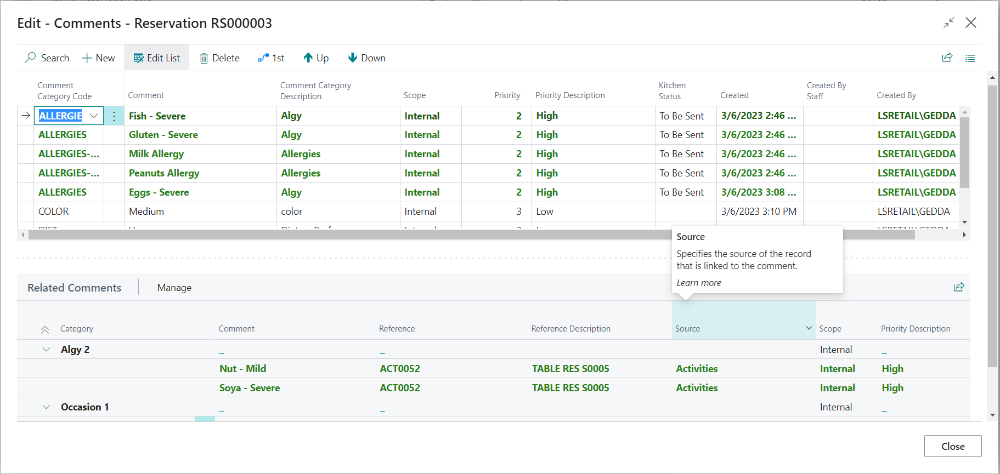 Edit - Comments - Reservation RS000003
Search New Edit List Delete 1st Up Down
Comment Category Code Comment Comment Category Description Scope Priority Priority Description Kitchen Status Created Created By Staff Created By
ALLERGIE Fish - Severe Algy Internal 2 High To Be Sent 3/6/2023 2:46 ... LSRETAIL\GEDDA
ALLERGIES Gluten - Severe Algy Internal 2 High To Be Sent 3/6/2023 2:46 ... LSRETAIL\GEDDA
ALLERGIES-... Milk Allergy Allergies Internal 2 High To Be Sent 3/6/2023 2:46 ... LSRETAIL\GEDDA
ALLERGIES-... Peanuts Allergy Allergies Internal 2 High To Be Sent 3/6/2023 2:46 ... LSRETAIL\GEDDA
ALLERGIES Eggs - Severe Algy Internal 2 High To Be Sent 3/6/2023 3:08 ... LSRETAIL\GEDDA
COLOR Medium color Internal 3 Low 3/6/2023 3:10 PM LSRETAIL\GEDDA
Source
Specifies the source of the record
that is linked to the comment.
Learn more
Related Comments Manage
Category Comment Reference Reference Description Source Scope Priority Description
Algy 2 _ _ Internal _
Nut - Mild ACT0052 TABLE RES S0005 Activities Internal High
Soya - Severe ACT0052 TABLE RES S0005 Activities Internal High
Occasion 1 _ _ Internal _
Close